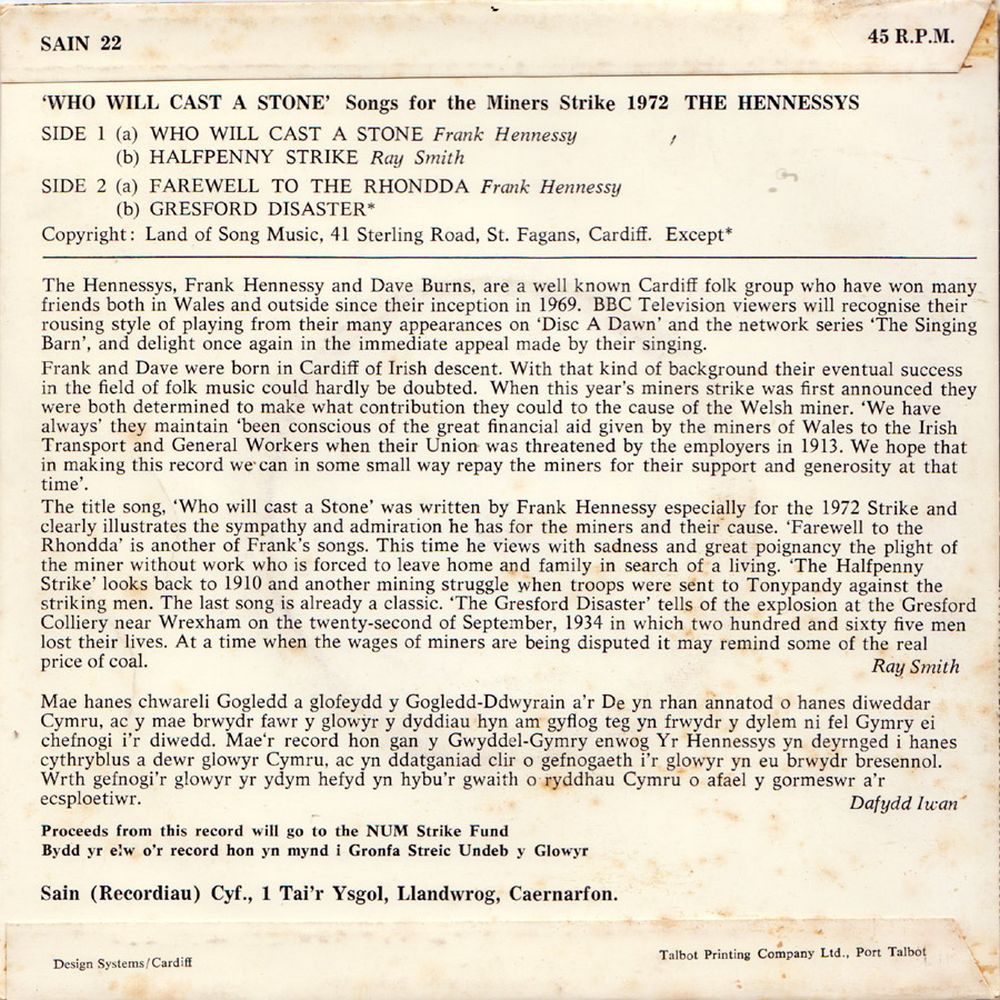 SAIN 22
45 R.P.M.
'WHO WILL CAST A STONE' Songs for the Miners Strike 1972 THE HENNESSYS
SIDE 1 (a) WHO WILL CAST A STONE Frank Hennessy
(b) HALFPENNY STRIKE Ray Smith
SIDE 2 (a) FAREWELL TO THE RHONDDA Frank Hennessy
(b) GRESFORD DISASTER*
Copyright: Land of Song Music, 41 Sterling Road, St. Fagans, Cardiff. Except*
The Hennessys, Frank Hennessy and Dave Burns, are a well known Cardiff folk group who have won many
friends both in Wales and outside since their inception in 1969. BBC Television viewers will recognise their
rousing style of playing from their many appearances on 'Disc A Dawn' and the network series 'The Singing
Barn', and delight once again in the immediate appeal made by their singing.
Frank and Dave were born in Cardiff of Irish descent. With that kind of background their eventual success
in the field of folk music could hardly be doubted. When this year's miners strike was first announced they
were both determined to make what contribution they could to the cause of the Welsh miner. 'We have
always' they maintain 'been conscious of the great financial aid given by the miners of Wales to the Irish
Transport and General Workers when their Union was threatened by the employers in 1913. We hope that
in making this record we can in some small way repay the miners for their support and generosity at that
time'.
The title song, 'Who will cast a Stone' was written by Frank Hennessy especially for the 1972 Strike and
clearly illustrates the sympathy and admiration he has for the miners and their cause. 'Farewell to the
Rhondda' is another of Frank's songs. This time he views with sadness and great poignancy the plight of
the miner without work who is forced to leave home and family in search of a living. 'The Halfpenny
Strike' looks back to 1910 and another mining struggle when troops were sent to Tonypandy against the
striking men. The last song is already a classic. 'The Gresford Disaster' tells of the explosion at the Gresford
Colliery near Wrexham on the twenty-second of September, 1934 in which two hundred and sixty five men
lost their lives. At a time when the wages of miners are being disputed it may remind some of the real
price of coal.
Ray Smith
Mae hanes chwareli Gogledd a glofeydd y Gogledd-Ddwyrain a'r De yn rhan annatod o hanes diweddar
Cymru, ac y mae brwydr fawr y glowyr y dyddiau hyn am gyflog teg yn frwydr y dylem ni fel Gymry ei
chefnogi i'r diwedd. Mae'r record hon gan y Gwyddel-Gymry enwog Yr Hennessys yn deyrnged i hanes
cythryblus a dewr glowyr Cymru, ac yn ddatganiad clir o gefnogaeth i'r glowyr yn eu brwydr bresennol.
Wrth gefnogi'r glowyr yr ydym hefyd yn hybu'r gwaith o ryddhau Cymru o afael y gormeswr a'r
ecsploetiwr.
Dafydd Iwan
Proceeds from this record will go to the NUM Strike Fund
Bydd yr elw o'r record hon yn mynd i Gronfa Streic Undeb y Glowyr
Sain (Recordiau) Cyf., 1 Tai'r Ysgol, Llandwrog, Caernarfon.
Design Systems/Cardiff
Talbot Printing Company Ltd., Port Talbot